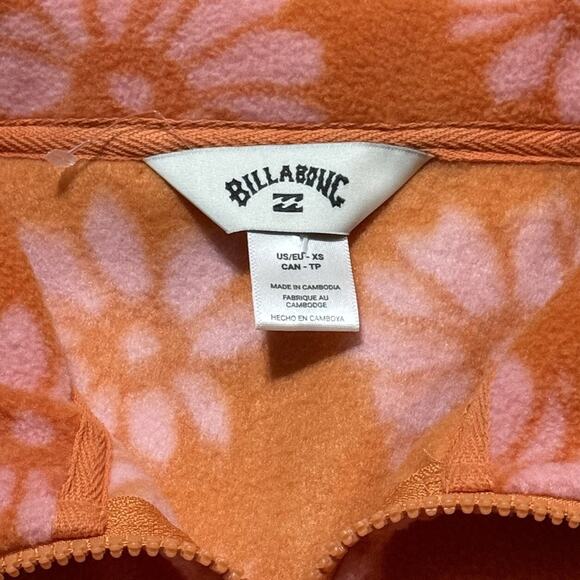 BILLABONG
US/EU - XS
CAN - TP
MADE IN CAMBODIA
FABRIQUE AU
CAMBODGE
HECHO EN CAMBOYA